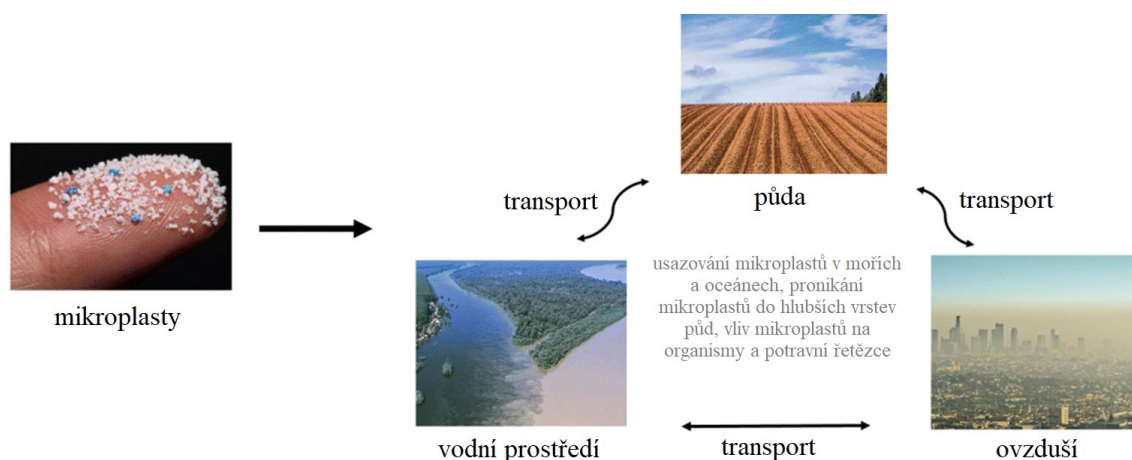 mikroplasty
transport
půda
transport
usazování mikroplastů v mořích
a oceánech, pronikání
mikroplastů do hlubších vrstev
půd, vliv mikroplastů na
organismy a potravní řetězce
vodní prostředí
transport
ovzduší